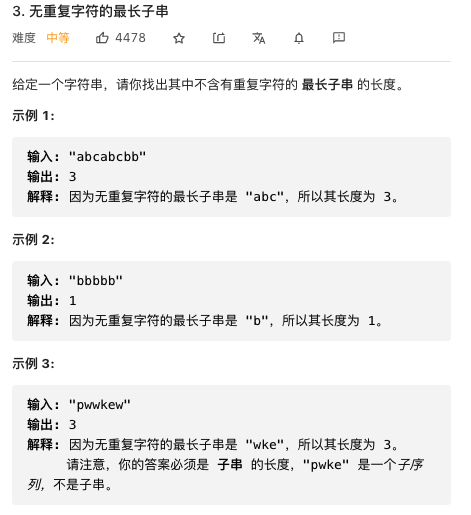 3. 无重复字符的最长子串
难度 中等 4478
给定一个字符串，请你找出其中不含有重复字符的 最长子串 的长度。
示例 1:
输入: "abcabcbb"
输出: 3
解释: 因为无重复字符的最长子串是 "abc"，所以其长度为 3。
示例 2:
输入: "bbbbb"
输出: 1
解释: 因为无重复字符的最长子串是 "b"，所以其长度为 1。
示例 3:
输入: "pwwkew"
输出: 3
解释: 因为无重复字符的最长子串是 "wke"，所以其长度为 3。
请注意，你的答案必须是 子串 的长度，"pwke" 是一个子序
列，不是子串。